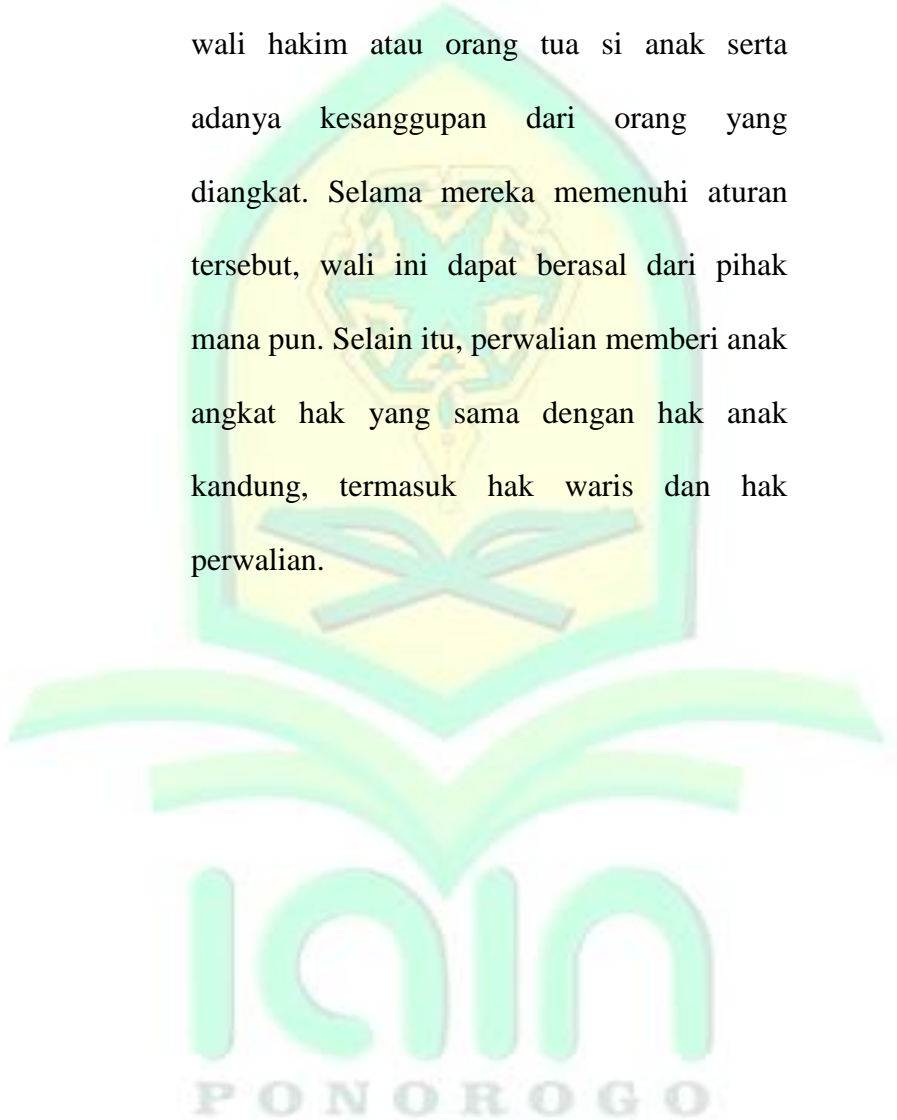 wali hakim atau orang tua si anak serta
adanya kesanggupan dari orang yang
diangkat. Selama mereka memenuhi aturan
tersebut, wali ini dapat berasal dari pihak
mana pun. Selain itu, perwalian memberi anak
angkat hak yang sama dengan hak anak
kandung, termasuk hak waris dan hak
perwalian.
iain
PONOROGO